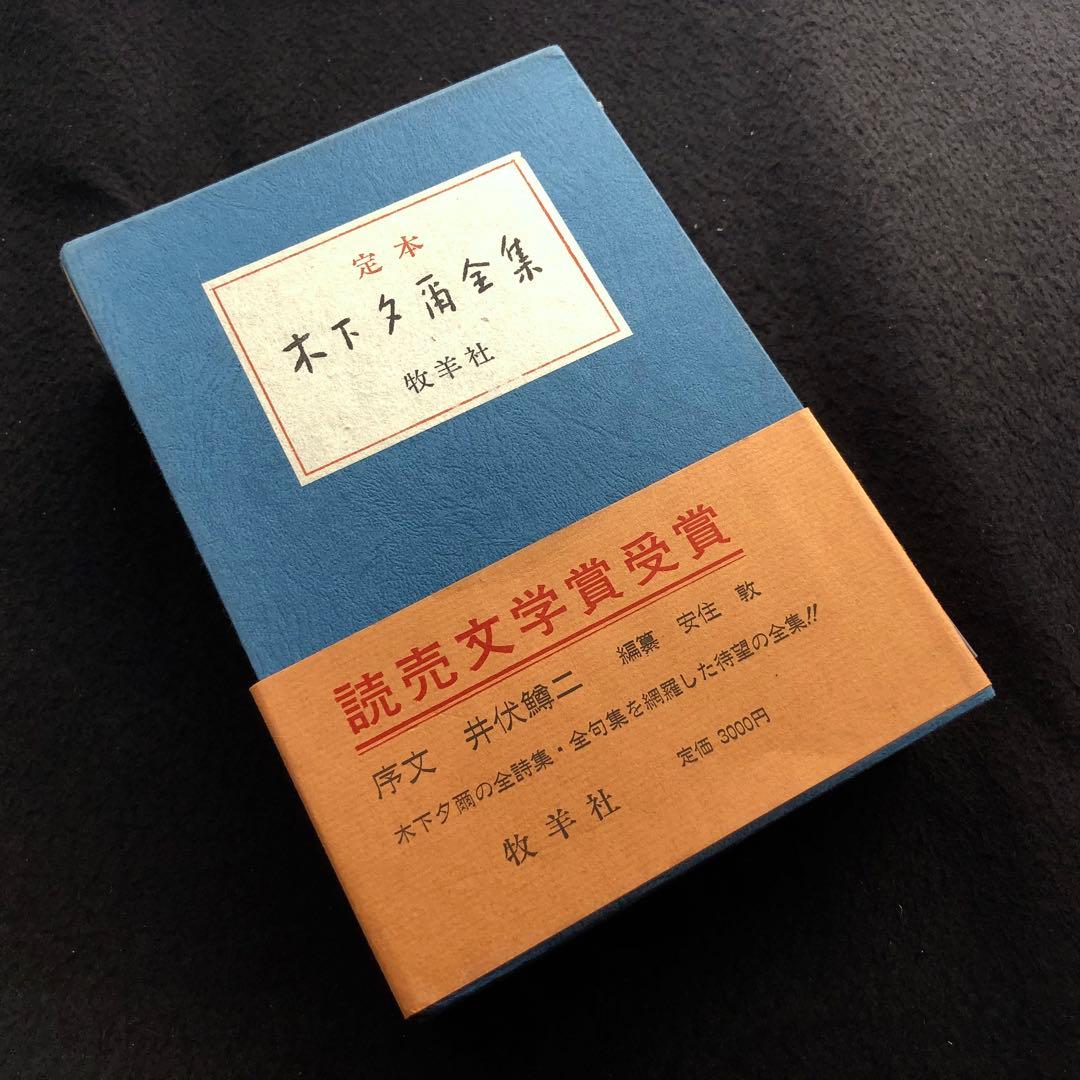 定本
木下夕爾全集
牧羊社
読売文学賞受賞
序文 井伏鱒二 編纂 安住 敦
木下夕爾の全詩集・全句集を網羅した待望の全集!!
定価 3000円
牧羊社